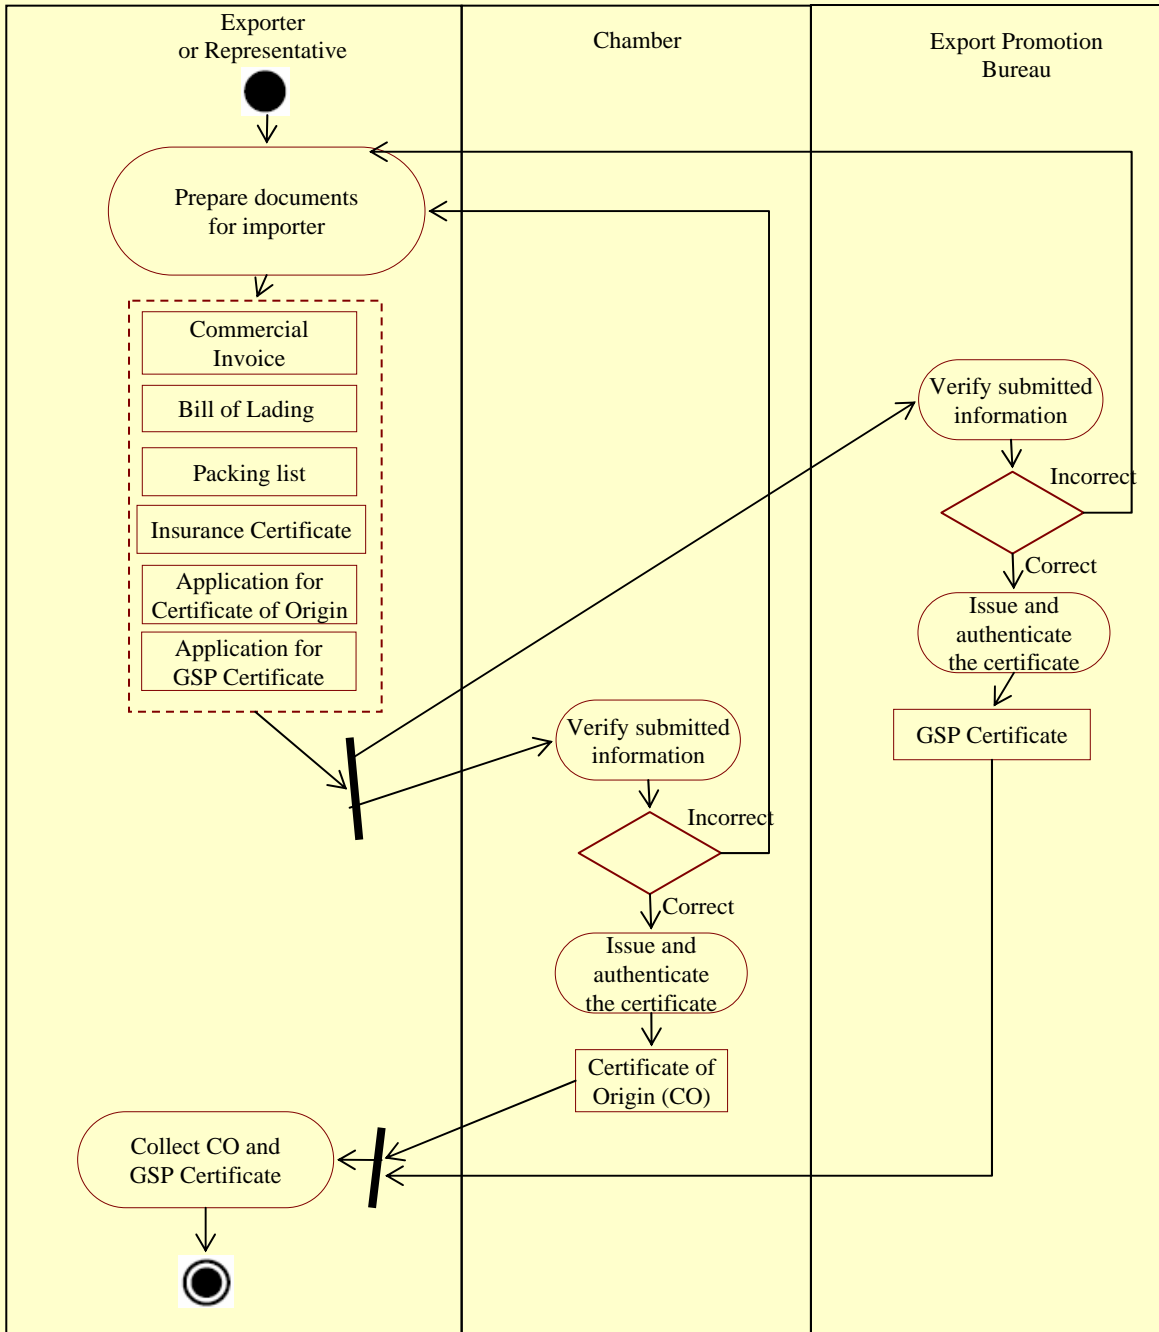 Exporter
or Representative
Chamber
Export Promotion
Bureau
Prepare documents
for importer
Commercial
Invoice
Bill of Lading
Packing list
Insurance Certificate
Application for
Certificate of Origin
Application for
GSP Certificate
Verify submitted
information
Incorrect
Correct
Issue and
authenticate
the certificate
GSP Certificate
Verify submitted
information
Incorrect
Correct
Issue and
authenticate
the certificate
Certificate of
Origin (CO)
Collect CO and
GSP Certificate